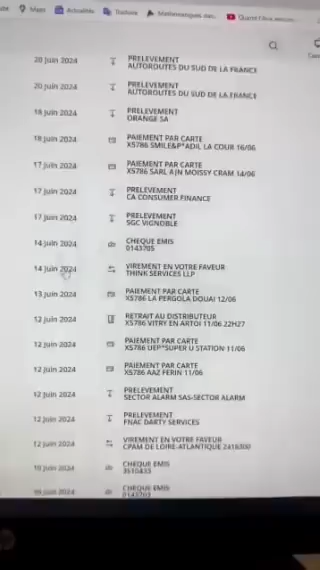 Maps
Actualités
Traduire
20 juin 2024 PRELEVEMENT
AUTOROUTES DU SUD DE LA FRANCE
20 juin 2024 PRELEVEMENT
AUTOROUTES DU SUD DE LA FRANCE
18 juin 2024 PRELEVEMENT
ORANGE SA
18 juin 2024 PAIEMENT PAR CARTE
X5786 SMILE&P*ADIL LA COUR 16/06
17 juin 2024 PAIEMENT PAR CARTE
X5786 SARL AJN MOISSY CRAM 14/06
17 juin 2024 PRELEVEMENT
CA CONSUMER FINANCE
17 juin 2024 PRELEVEMENT
SGC VIGNOBLE
14 juin 2024 CHEQUE EMIS
0143705
14 juin 2024 VIREMENT EN VOTRE FAVEUR
THINK SERVICES LLP
13 juin 2024 PAIEMENT PAR CARTE
X5786 LA PERGOLA DOUAI 12/06
12 juin 2024 RETRAIT AU DISTRIBUTEUR
X5786 VITRY EN ARTOI 11/06 22H27
12 juin 2024 PAIEMENT PAR CARTE
X5786 DEP*SUPER U STATION 11/06
12 juin 2024 PAIEMENT PAR CARTE
X5786 AAZ FERIN 11/06
12 juin 2024 PRELEVEMENT
SECTOR ALARM SAS-SECTOR ALARM
12 juin 2024 PRELEVEMENT
FNAC DARTY SERVICES
12 juin 2024 VIREMENT EN VOTRE FAVEUR
CPAM DE LOIRE-ATLANTIQUE
10 juin 2024 CHEQUE EMIS
juin 2024 CHEQUE EMIS